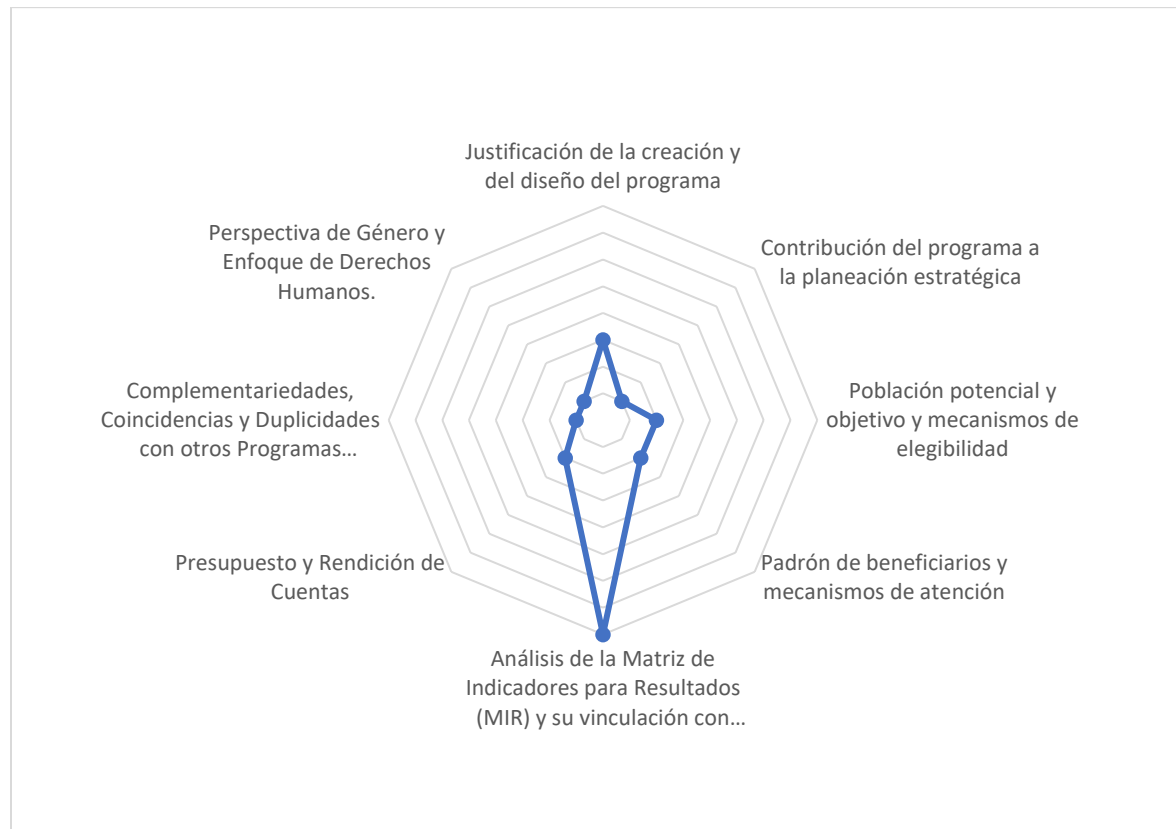 Justificación de la creación y
del diseño del programa
Contribución del programa a
la planeación estratégica
Población potencial y
objetivo y mecanismos de
elegibilidad
Padrón de beneficiarios y
mecanismos de atención
Análisis de la Matriz de
Indicadores para Resultados
(MIR) y su vinculación con…
Presupuesto y Rendición de
Cuentas
Complementariedades,
Coincidencias y Duplicidades
con otros Programas…
Perspectiva de Género y
Enfoque de Derechos
Humanos.